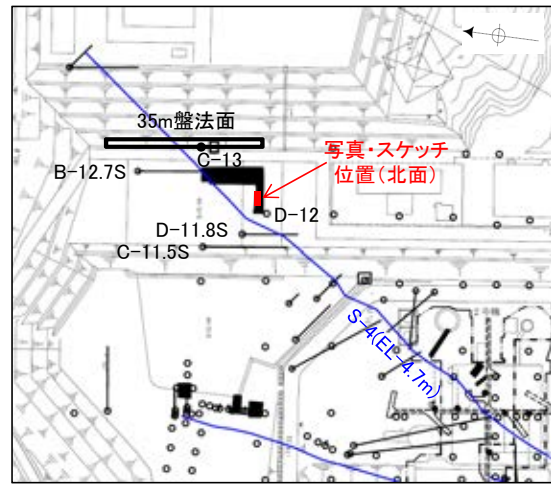 35m盤法面
C-13
B-12.7S
写真・スケッチ
位置(北面)
D-12
D-11.8S
C-11.5S
S-4(EL-4.7m)